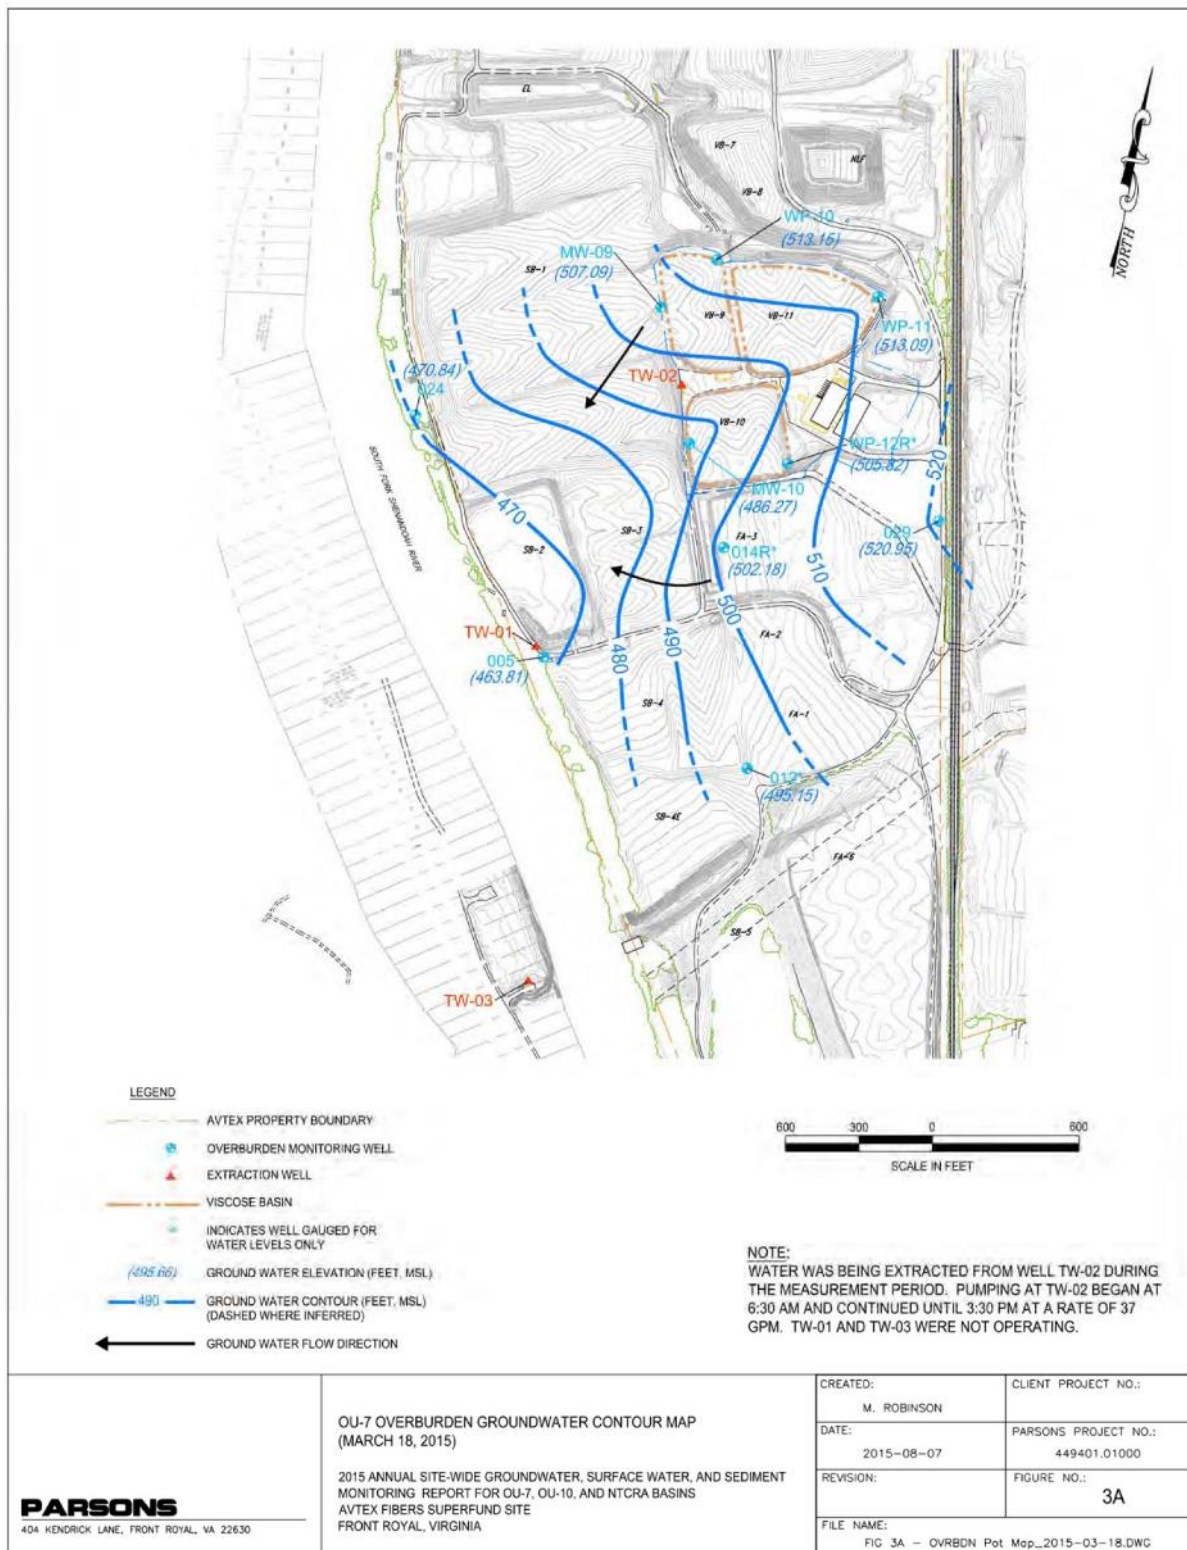 EL
VB-7
NLF
VB-8
WP-10
(513.15)
MW-09
(507.09)
SB-1
VB-9
VB-11
WP-11
(513.09)
TW-02
(470.84)
024
VB-10
WP-12R*
(505.82)
520
SOUTH FORK SHENANDOAH RIVER
470
MW-10
(486.27)
SB-3
SB-2
FA-3
014R*
(502.18)
029
(520.95)
510
500
TW-01
005
(463.81)
480
490
FA-2
SB-4
FA-1
012*
(495.15)
SB-4E
FA-6
SB-5
TW-03
NORTH
LEGEND
AVTEX PROPERTY BOUNDARY
OVERBURDEN MONITORING WELL
EXTRACTION WELL
VISCOSE BASIN
INDICATES WELL GAUGED FOR
WATER LEVELS ONLY
(495.66) GROUND WATER ELEVATION (FEET, MSL)
490 GROUND WATER CONTOUR (FEET, MSL)
(DASHED WHERE INFERRED)
GROUND WATER FLOW DIRECTION
600 300 0 600
SCALE IN FEET
NOTE:
WATER WAS BEING EXTRACTED FROM WELL TW-02 DURING
THE MEASUREMENT PERIOD. PUMPING AT TW-02 BEGAN AT
6:30 AM AND CONTINUED UNTIL 3:30 PM AT A RATE OF 37
GPM. TW-01 AND TW-03 WERE NOT OPERATING.
PARSONS
404 KENDRICK LANE, FRONT ROYAL, VA 22630
OU-7 OVERBURDEN GROUNDWATER CONTOUR MAP
(MARCH 18, 2015)
2015 ANNUAL SITE-WIDE GROUNDWATER, SURFACE WATER, AND SEDIMENT
MONITORING REPORT FOR OU-7, OU-10, AND NTCRA BASINS
AVTEX FIBERS SUPERFUND SITE
FRONT ROYAL, VIRGINIA
CREATED:
M. ROBINSON
CLIENT PROJECT NO.:
DATE:
2015-08-07
PARSONS PROJECT NO.:
449401.01000
REVISION:
FIGURE NO.:
3A
FILE NAME:
FIG 3A - OVRBDN Pot Map_2015-03-18.DWG